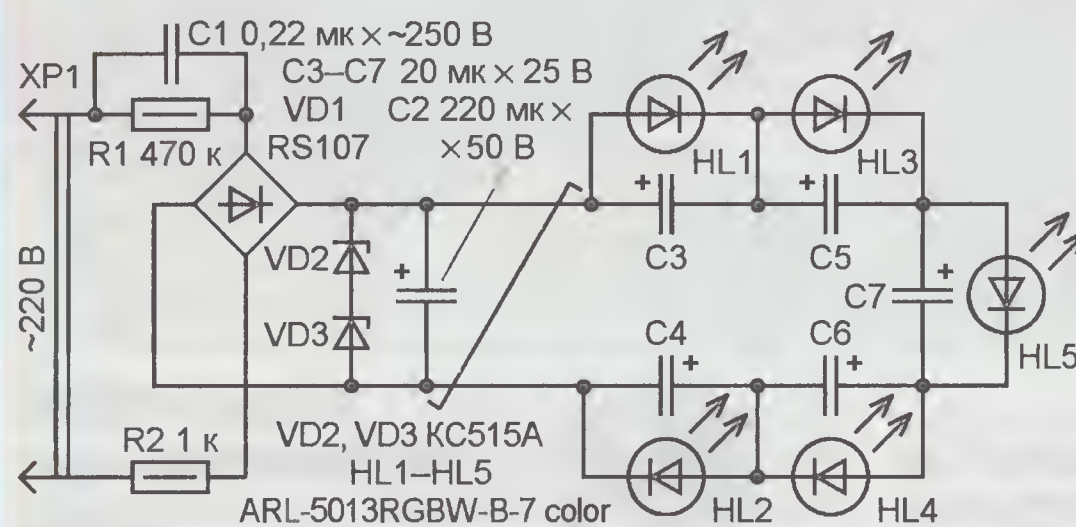 C1 0,22 мк × ~250 В
XP1
C3–C7 20 мк × 25 В
VD1
RS107
C2 220 мк ×
×50 В
R1 470 к
HL1
HL3
+
C3
+
C5
~220 В
VD2
VD3
+
C7
+
HL5
C4
+
C6
+
R2 1 к
VD2, VD3 КС515А
HL1–HL5
ARL-5013RGBW-B-7 color
HL2
HL4